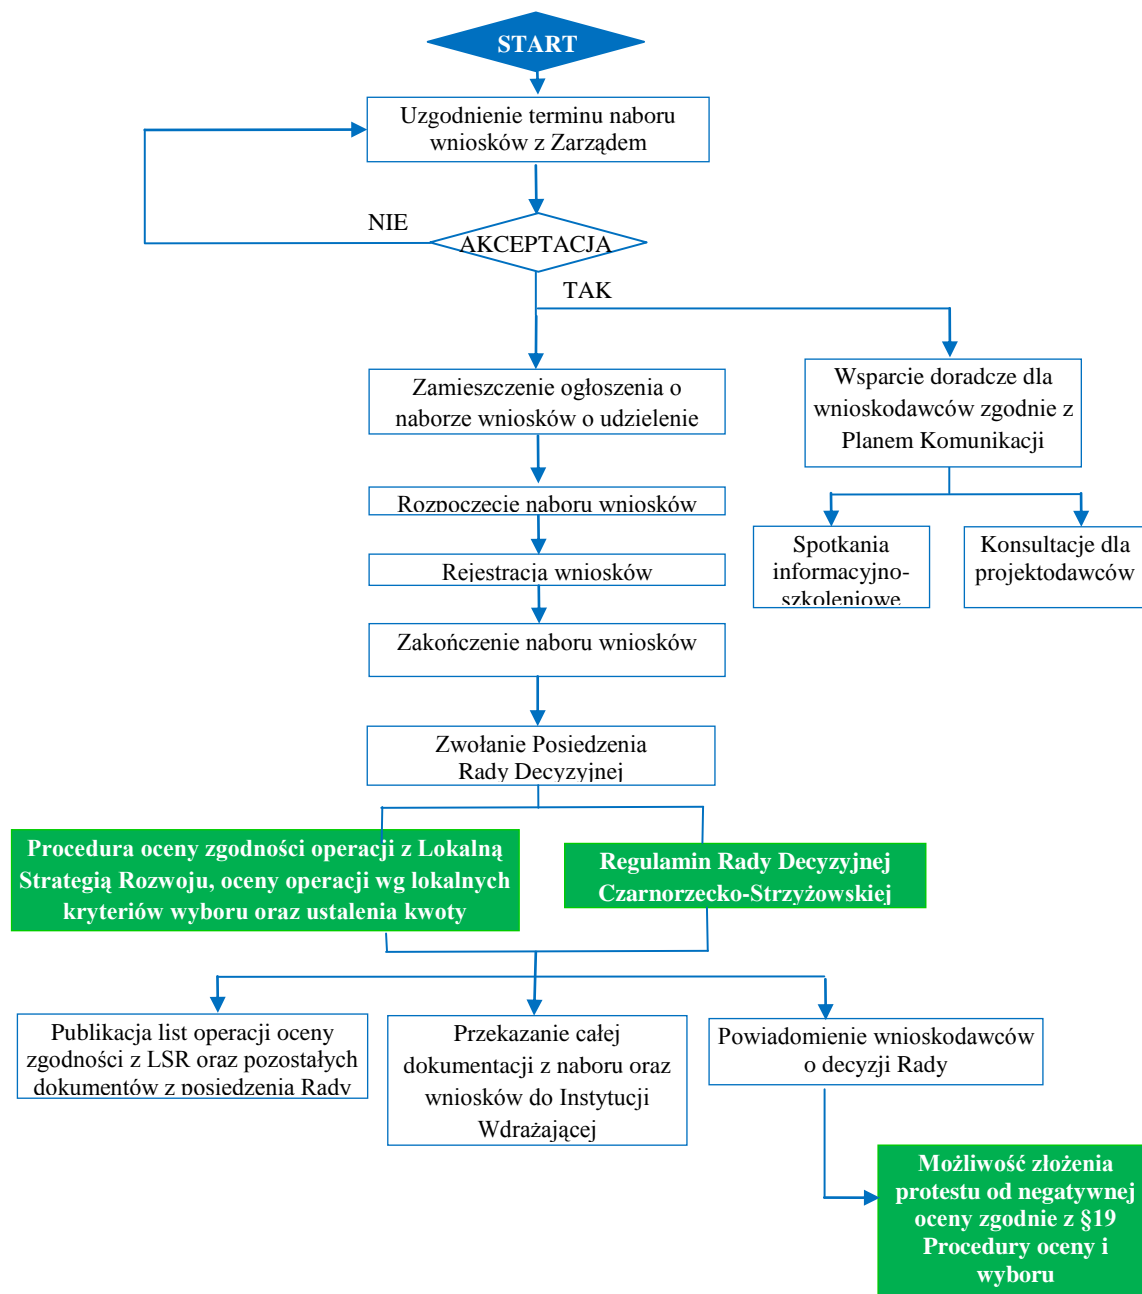 START
Uzgodnienie terminu naboru
wniosków z Zarządem
NIE
AKCEPTACJA
TAK
Zamieszczenie ogłoszenia o
naborze wniosków o udzielenie
Wsparcie doradcze dla
wnioskodawców zgodnie z
Planem Komunikacji
Rozpoczecie naboru wniosków
Spotkania
informacyjno-
szkoleniowe
Konsultacje dla
projektodawców
Rejestracja wniosków
Zakończenie naboru wniosków
Zwołanie Posiedzenia
Rady Decyzyjnej
Procedura oceny zgodności operacji z Lokalną
Strategią Rozwoju, oceny operacji wg lokalnych
kryteriów wyboru oraz ustalenia kwoty
Regulamin Rady Decyzyjnej
Czarnorzecko-Strzyżowskiej
Publikacja list operacji oceny
zgodności z LSR oraz pozostałych
dokumentów z posiedzenia Rady
Przekazanie całej
dokumentacji z naboru oraz
wniosków do Instytucji
Wdrażającej
Powiadomienie wnioskodawców
o decyzji Rady
Możliwość złożenia
protestu od negatywnej
oceny zgodnie z §19
Procedury oceny i
wyboru